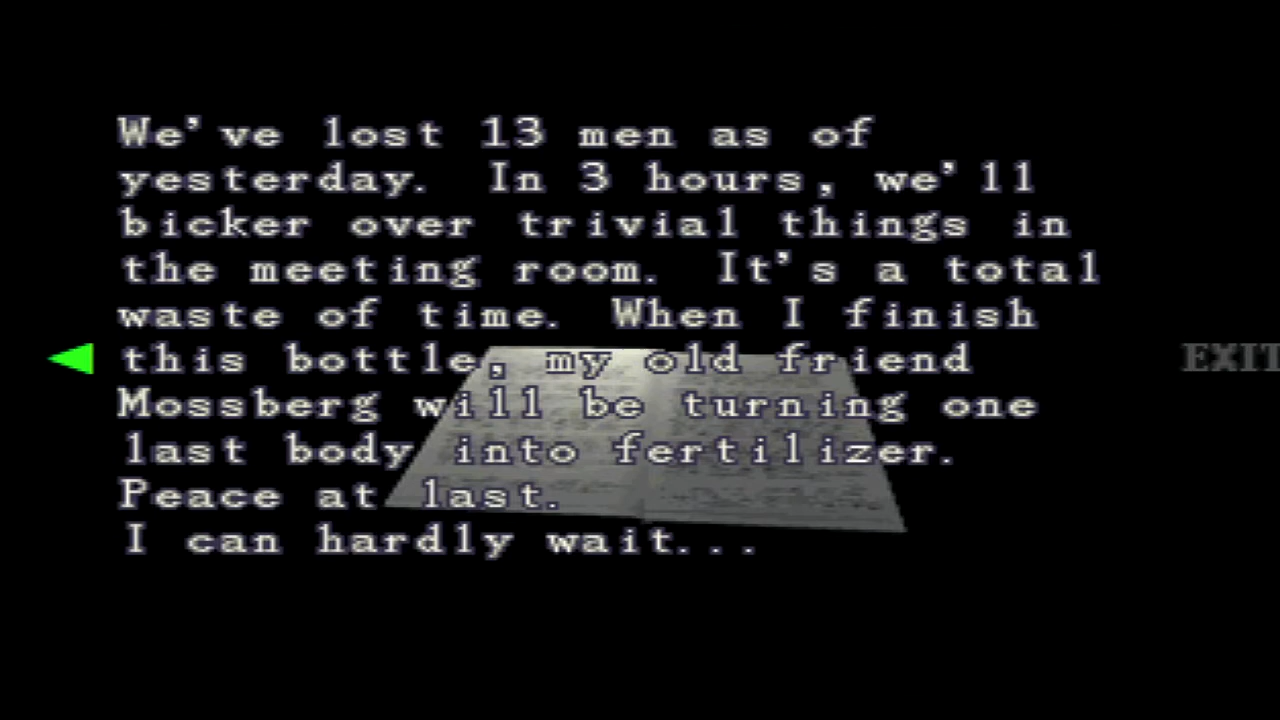 We've lost 13 men as of
yesterday. In 3 hours, we'll
bicker over trivial things in
the meeting room. It's a total
waste of time. When I finish
this bottle, my old friend
Mossberg will be turning one
last body into fertilizer.
Peace at last.
I can hardly wait...
EXIT